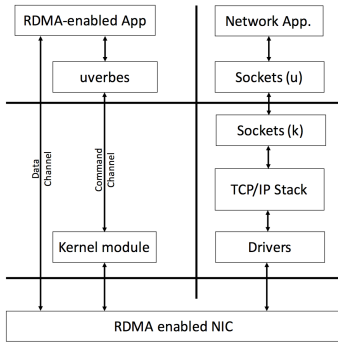 RDMA-enabled App
Network App.
uverbes
Sockets (u)
Sockets (k)
Data
Channel
Command
Channel
TCP/IP Stack
Kernel module
Drivers
RDMA enabled NIC